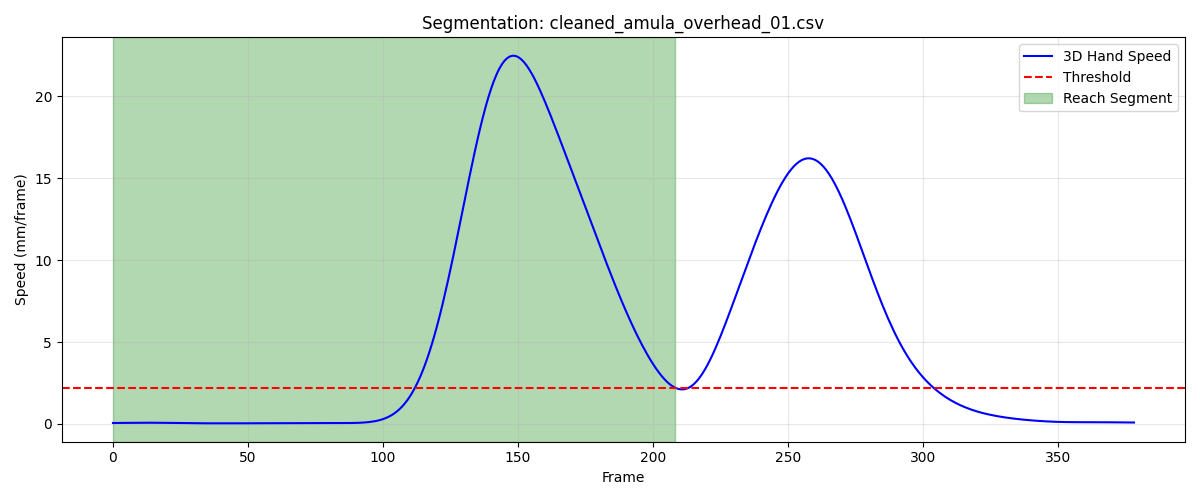 Segmentation: cleaned_amula_overhead_01.csv
3D Hand Speed
Threshold
Reach Segment
Speed (mm/frame)
20
15
10
5
0
0 50 100 150 200 250 300 350
Frame